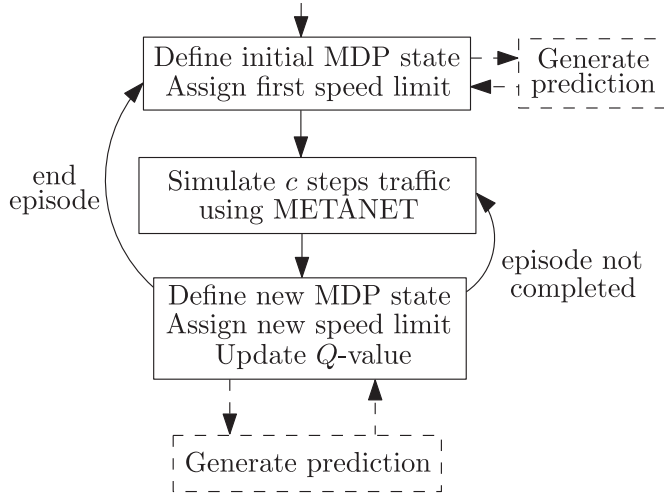 Define initial MDP state
Assign first speed limit
Generate
prediction
end
episode
Simulate c steps traffic
using METANET
episode not
completed
Define new MDP state
Assign new speed limit
Update Q-value
Generate prediction